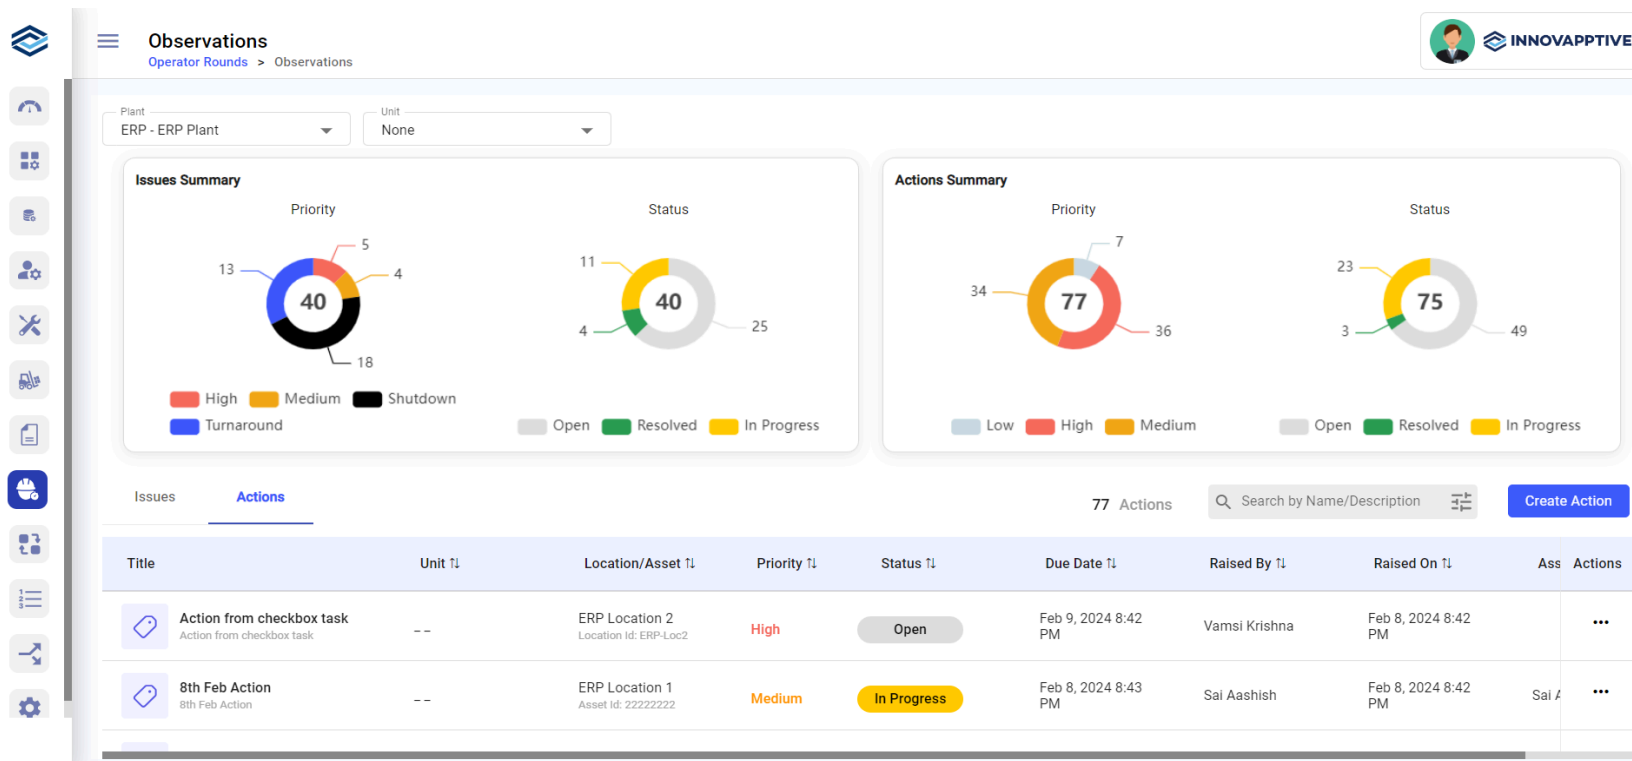 Observations
Operator Rounds > Observations
INNOVAPPTIVE
Plant
ERP - ERP Plant
Unit
None
Issues Summary
Priority
5
4
13
40
18
High Medium Shutdown
Turnaround
Status
11
40
4
25
Open Resolved In Progress
Actions Summary
Priority
7
34
77
36
Low High Medium
Status
23
75
3
49
Open Resolved In Progress
Issues Actions
77 Actions
Search by Name/Description
Create Action
Title Unit Location/Asset Priority Status Due Date Raised By Raised On Ass Actions
Action from checkbox task
Action from checkbox task
– –
ERP Location 2
Location Id: ERP-Loc2
High
Open
Feb 9, 2024 8:42
PM
Vamsi Krishna
Feb 8, 2024 8:42
PM
8th Feb Action
8th Feb Action
– –
ERP Location 1
Asset Id: 22222222
Medium
In Progress
Feb 8, 2024 8:43
PM
Sai Aashish
Feb 8, 2024 8:42
PM
Sai